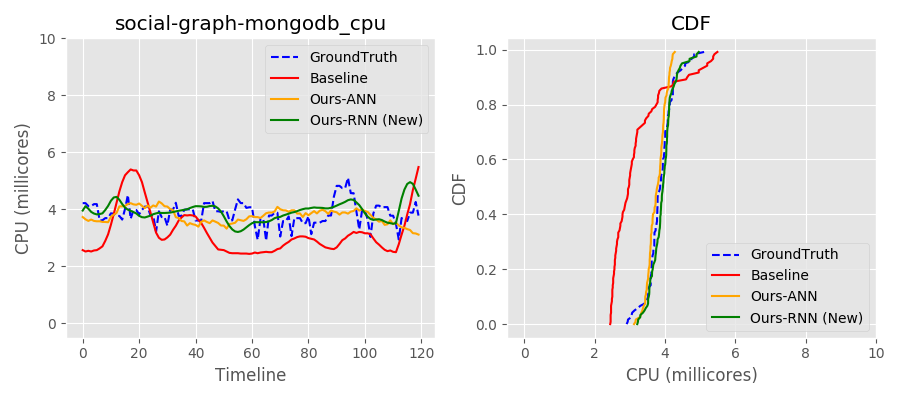 social-graph-mongodb_cpu
CPU (millicores)
10
8
6
4
2
0
GroundTruth
Baseline
Ours-ANN
Ours-RNN (New)
0 20 40 60 80 100 120
Timeline
CDF
CDF
1.0
0.8
0.6
0.4
0.2
0.0
GroundTruth
Baseline
Ours-ANN
Ours-RNN (New)
0 2 4 6 8 10
CPU (millicores)